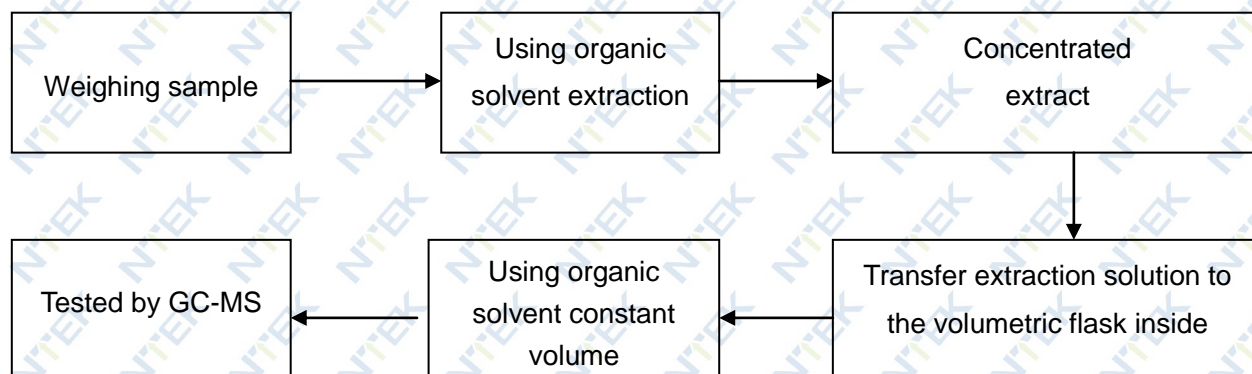 Weighing sample
Using organic
solvent extraction
Concentrated
extract
Transfer extraction solution to
the volumetric flask inside
Using organic
solvent constant
volume
Tested by GC-MS
NTEK